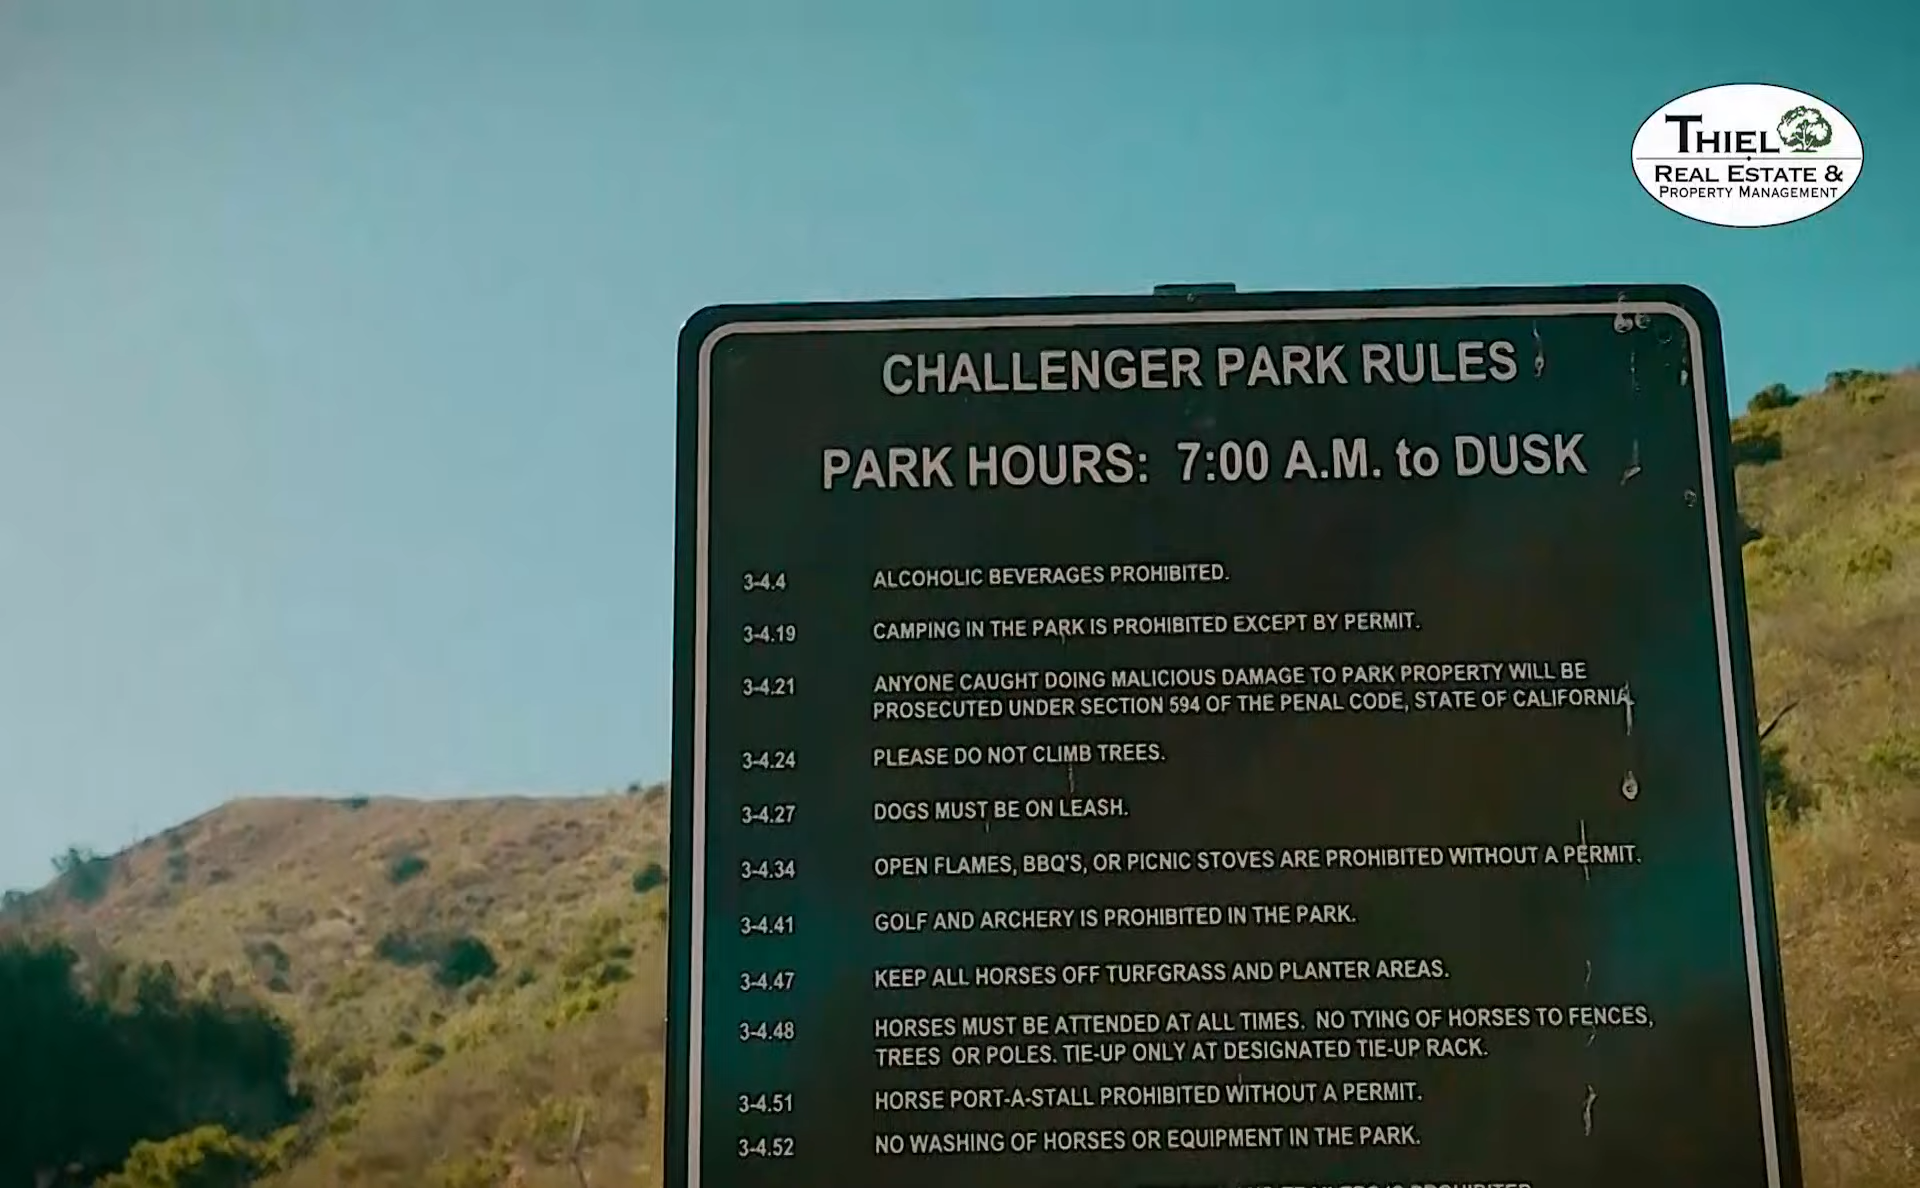 THIEL
REAL ESTATE &
PROPERTY MANAGEMENT
CHALLENGER PARK RULES
PARK HOURS: 7:00 A.M. to DUSK
3-4.4 ALCOHOLIC BEVERAGES PROHIBITED.
3-4.19 CAMPING IN THE PARK IS PROHIBITED EXCEPT BY PERMIT.
3-4.21 ANYONE CAUGHT DOING MALICIOUS DAMAGE TO PARK PROPERTY WILL BE
PROSECUTED UNDER SECTION 594 OF THE PENAL CODE, STATE OF CALIFORNIA.
3-4.24 PLEASE DO NOT CLIMB TREES.
3-4.27 DOGS MUST BE ON LEASH.
3-4.34 OPEN FLAMES, BBQ'S, OR PICNIC STOVES ARE PROHIBITED WITHOUT A PERMIT.
3-4.41 GOLF AND ARCHERY IS PROHIBITED IN THE PARK.
3-4.47 KEEP ALL HORSES OFF TURFGRASS AND PLANTER AREAS.
3-4.48 HORSES MUST BE ATTENDED AT ALL TIMES. NO TYING OF HORSES TO FENCES,
TREES OR POLES. TIE-UP ONLY AT DESIGNATED TIE-UP RACK.
3-4.51 HORSE PORT-A-STALL PROHIBITED WITHOUT A PERMIT.
3-4.52 NO WASHING OF HORSES OR EQUIPMENT IN THE PARK.